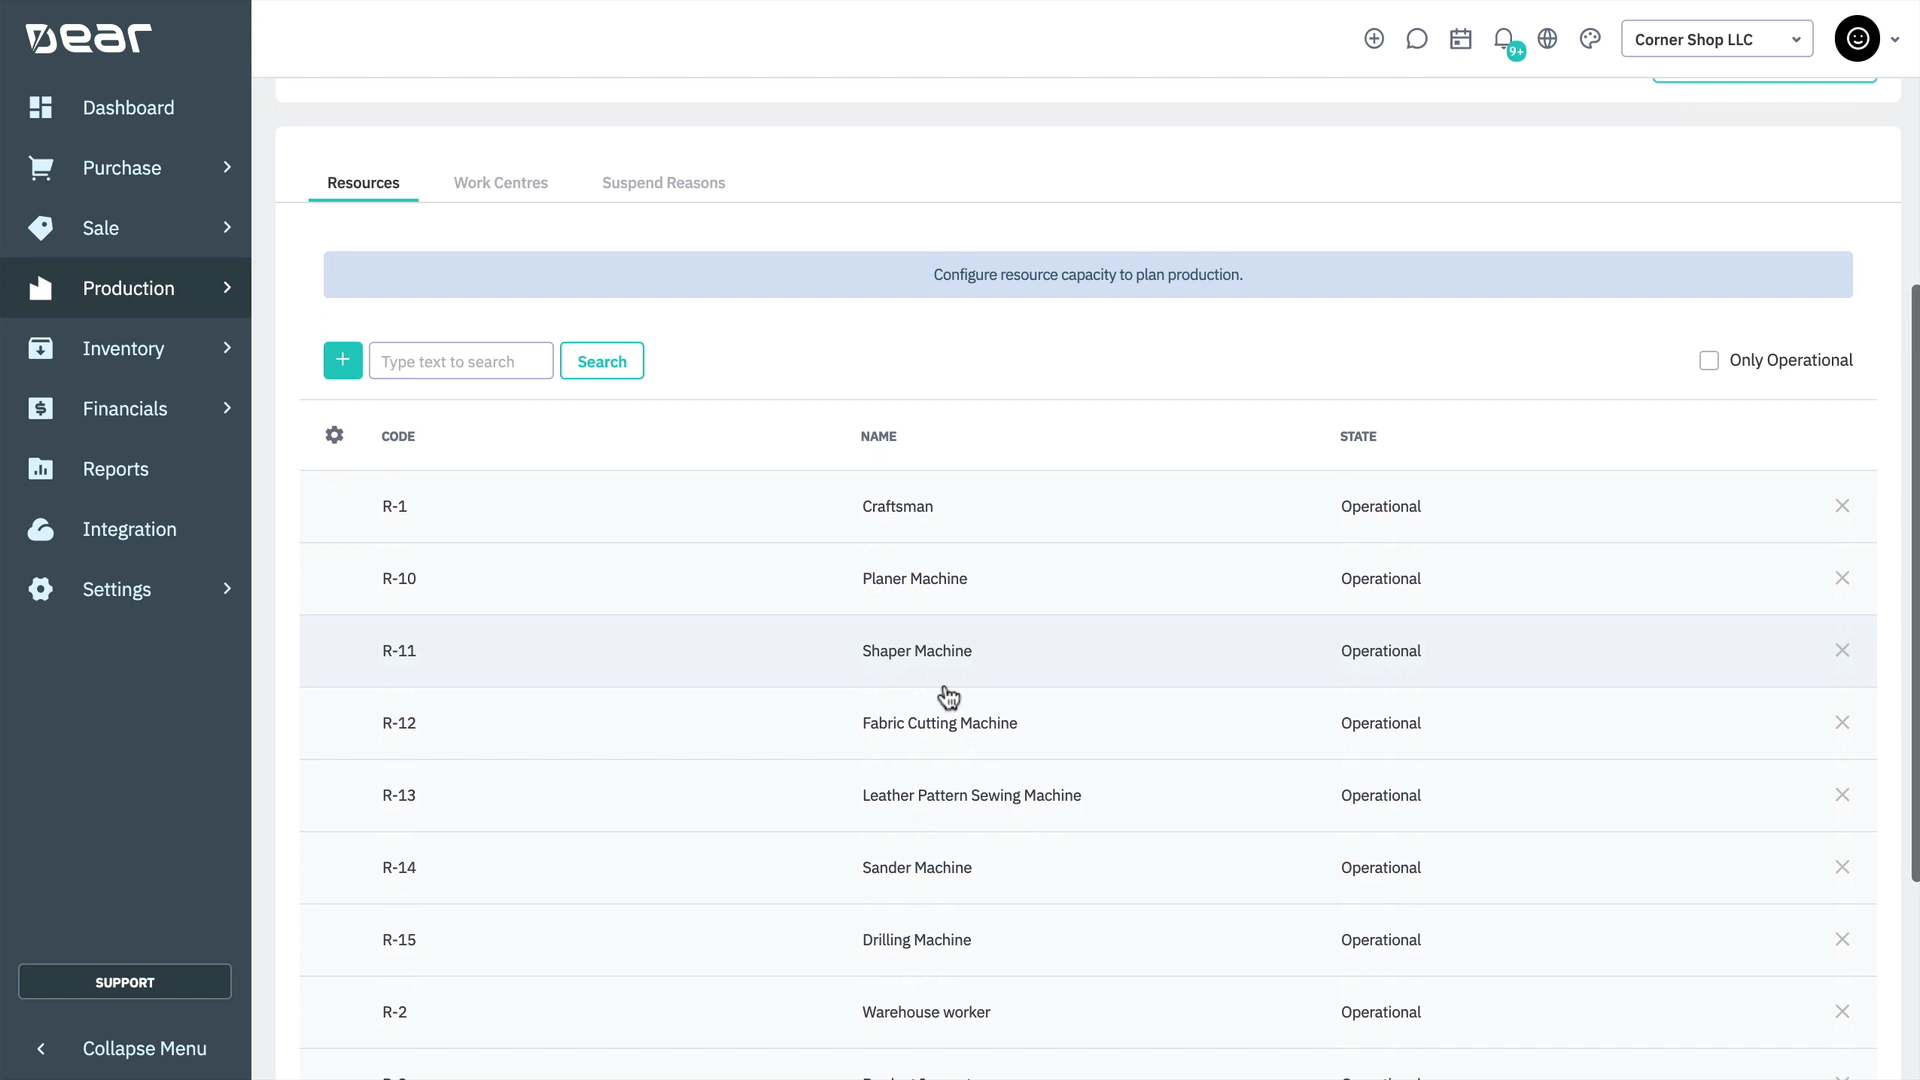 Dear
9+
Corner Shop LLC
Dashboard
Purchase
Sale
Production
Inventory
Financials
Reports
Integration
Settings
SUPPORT
Collapse Menu
Resources Work Centres Suspend Reasons
Configure resource capacity to plan production.
+ Type text to search Search Only Operational
CODE NAME STATE
R-1 Craftsman Operational
R-10 Planer Machine Operational
R-11 Shaper Machine Operational
R-12 Fabric Cutting Machine Operational
R-13 Leather Pattern Sewing Machine Operational
R-14 Sander Machine Operational
R-15 Drilling Machine Operational
R-2 Warehouse worker Operational